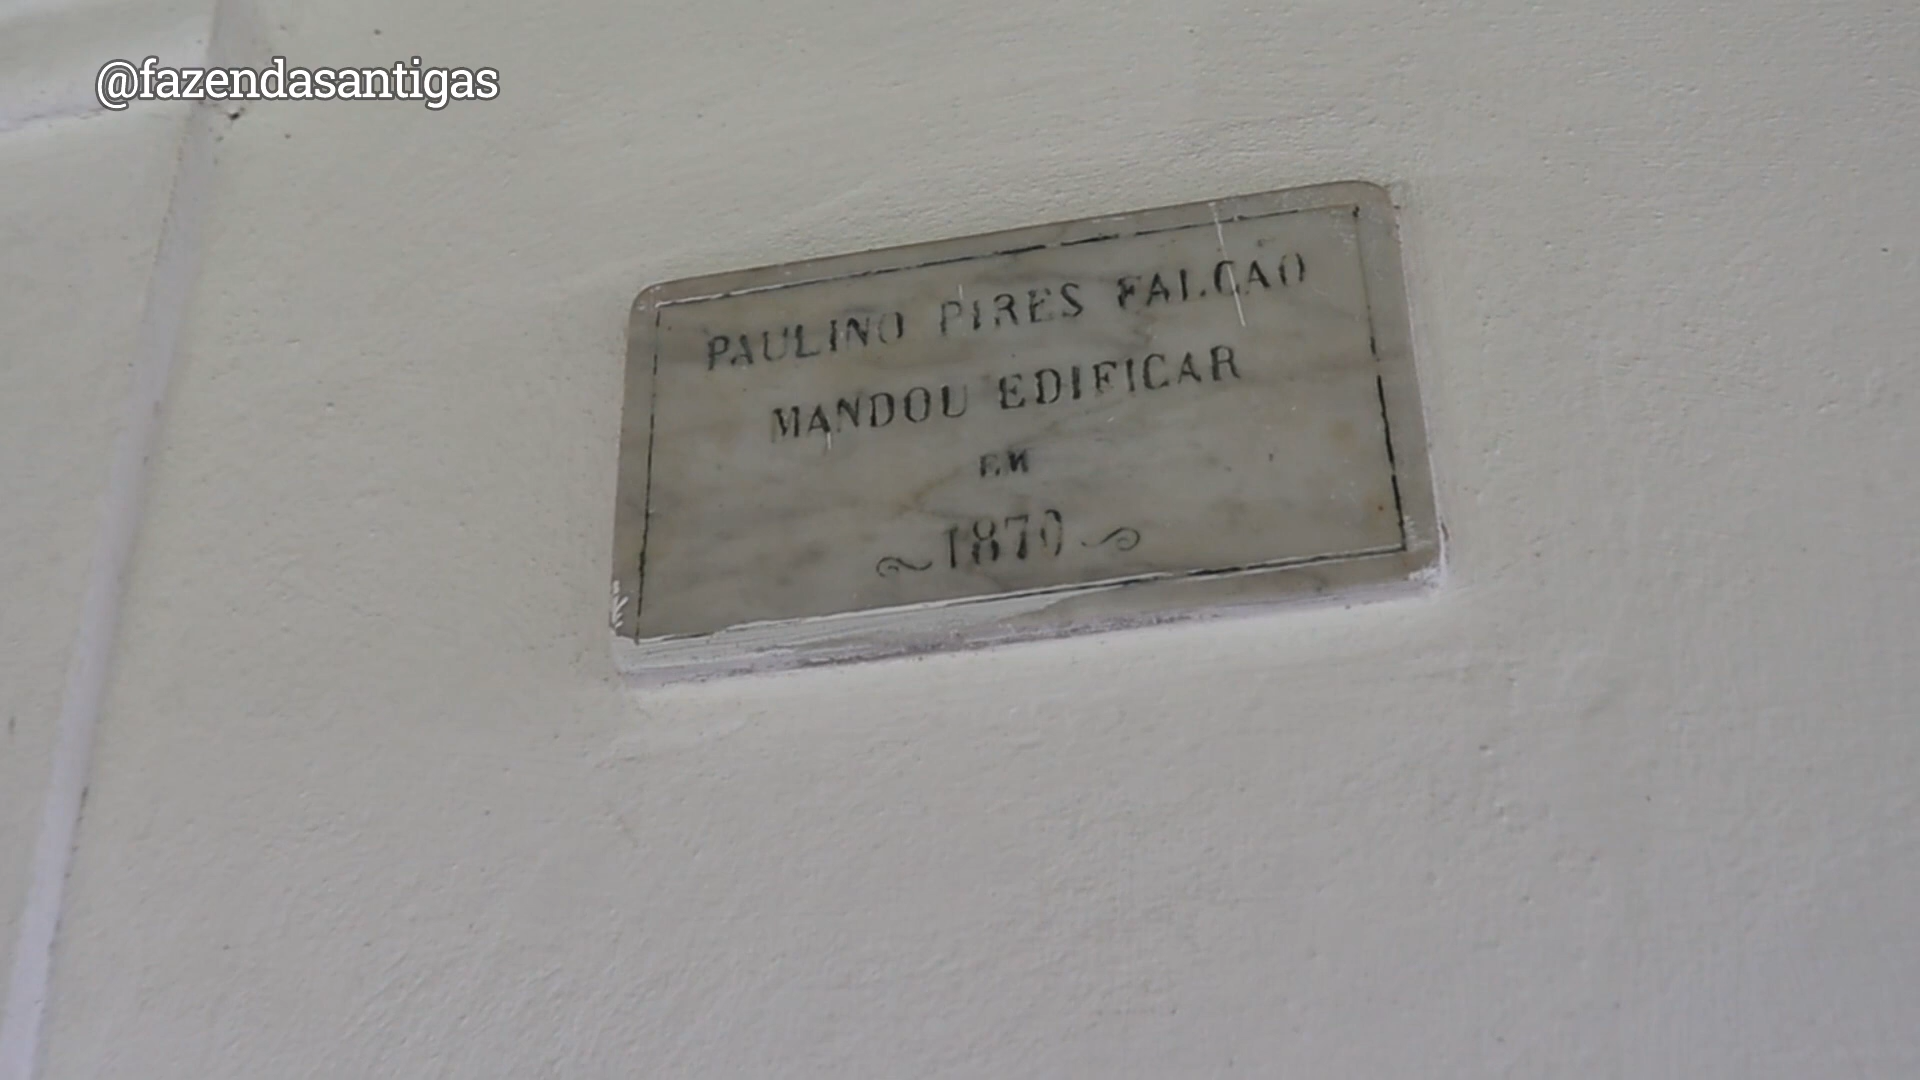 @fazendasantigas
PAULINO PIRES FALCÃO
MANDOU EDIFICAR
EM
1870